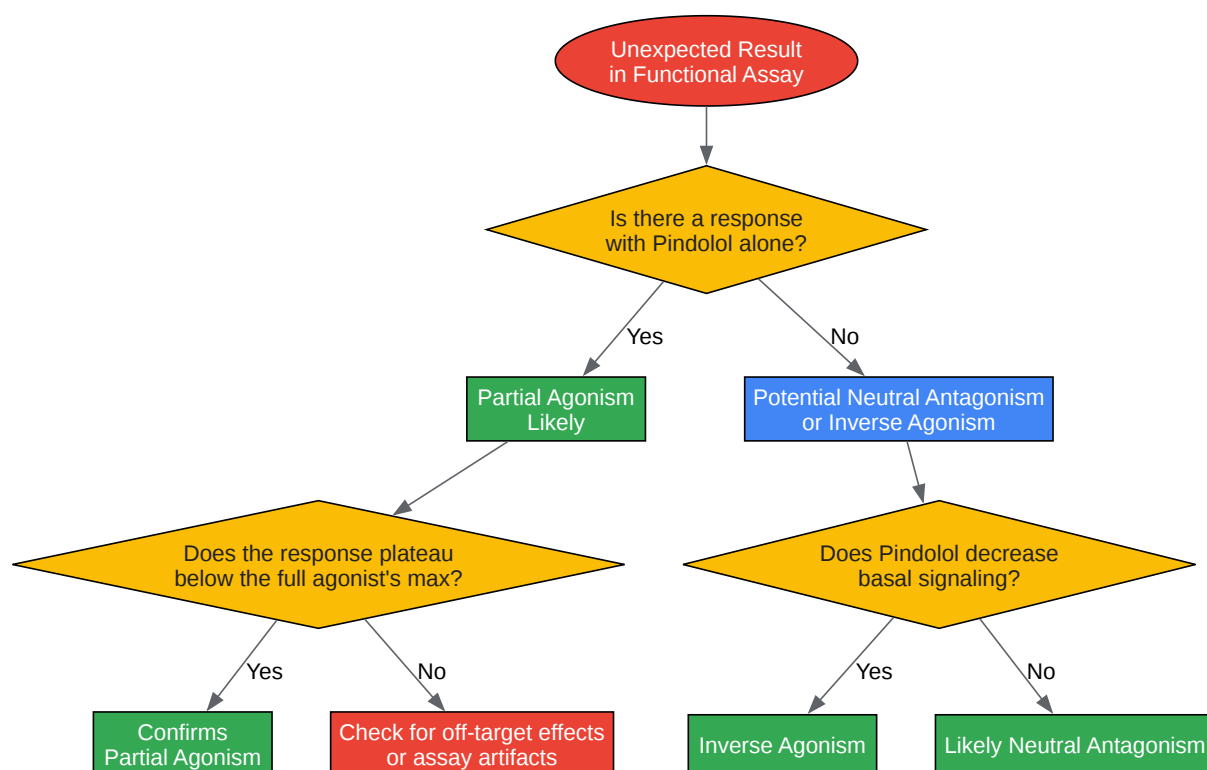 Unexpected Result
in Functional Assay
Is there a response
with Pindolol alone?
Yes
No
Partial Agonism
Likely
Potential Neutral Antagonism
or Inverse Agonism
Does the response plateau
below the full agonist's max?
Does Pindolol decrease
basal signaling?
Yes
No
Yes
No
Confirms
Partial Agonism
Check for off-target effects
or assay artifacts
Inverse Agonism
Likely Neutral Antagonism